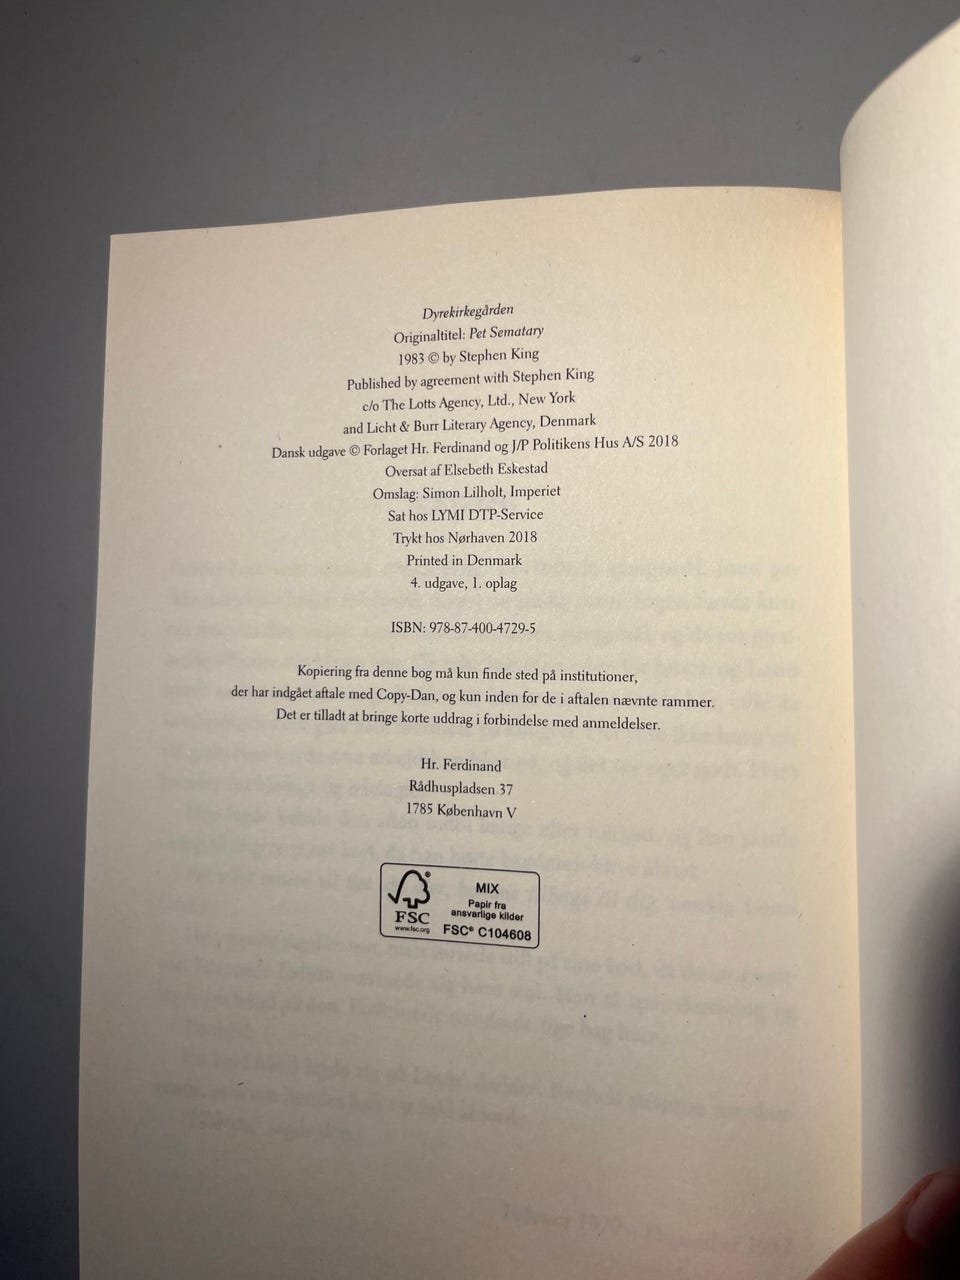 Dyrekirkegården
Originaltitel: Pet Sematary
1983 © by Stephen King
Published by agreement with Stephen King
c/o The Lotts Agency, Ltd., New York
and Licht & Burr Literary Agency, Denmark
Dansk udgave © Forlaget Hr. Ferdinand og J/P Politikens Hus A/S 2018
Oversat af Elsebeth Eskestad
Omslag: Simon Lilholt, Imperiet
Sat hos LYMI DTP-Service
Trykt hos Nørhaven 2018
Printed in Denmark
4. udgave, 1. oplag
ISBN: 978-87-400-4729-5
Kopiering fra denne bog må kun finde sted på institutioner,
der har indgået aftale med Copy-Dan, og kun inden for de i aftalen nævnte rammer.
Det er tilladt at bringe korte uddrag i forbindelse med anmeldelser.
Hr. Ferdinand
Rådhuspladsen 37
1785 København V
®
FSC
www.fsc.org
MIX
Papir fra
ansvarlige kilder
FSC® C104608